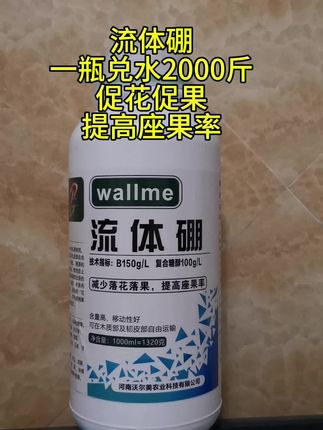 流体硼
一瓶兑水2000斤
促花促果
提高座果率
wallme
流体硼
技术指标：B150g/L 复合糖醇100g/L
减少落花落果，提高座果率
含量高、移动性好
可在木质部及韧皮部自由运输
净含量：1000ml=1320克
河南沃尔美农业科技有限公司